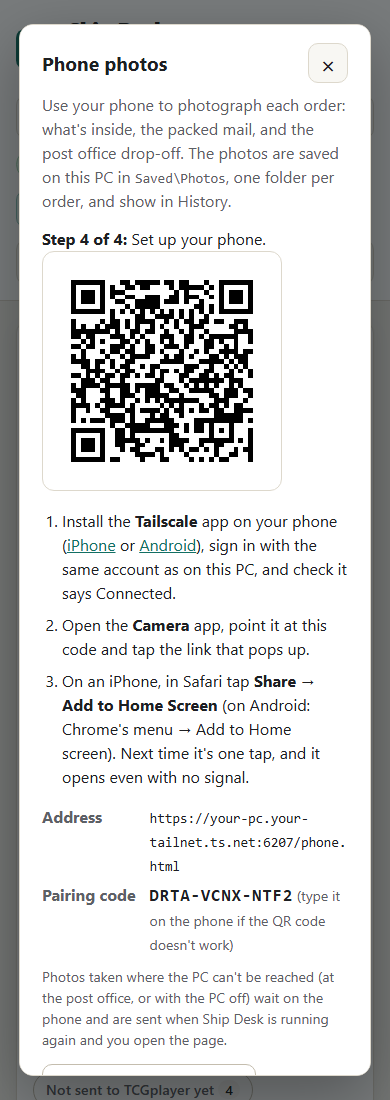 Phone photos
×
Use your phone to photograph each order:
what's inside, the packed mail, and the
post office drop-off. The photos are saved
on this PC in Saved\Photos, one folder per
order, and show in History.
Step 4 of 4: Set up your phone.
1. Install the Tailscale app on your phone
(iPhone or Android), sign in with the
same account as on this PC, and check it
says Connected.
2. Open the Camera app, point it at this
code and tap the link that pops up.
3. On an iPhone, in Safari tap Share →
Add to Home Screen (on Android:
Chrome's menu → Add to Home
screen). Next time it's one tap, and it
opens even with no signal.
Address https://your-pc.your-
tailnet.ts.net:6207/phone.
html
Pairing code DRTA-VCNX-NTF2 (type it
on the phone if the QR code
doesn't work)
Photos taken where the PC can't be reached (at
the post office, or with the PC off) wait on the
phone and are sent when Ship Desk is running
again and you open the page.
Not sent to TCGplayer yet 4